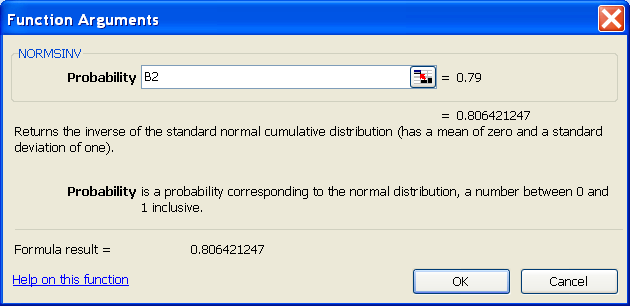 Function Arguments
NORMSINV
Probability B2 = 0.79
= 0.806421247
Returns the inverse of the standard normal cumulative distribution (has a mean of zero and a standard
deviation of one).
Probability is a probability corresponding to the normal distribution, a number between 0 and
1 inclusive.
Formula result = 0.806421247
Help on this function
OK Cancel